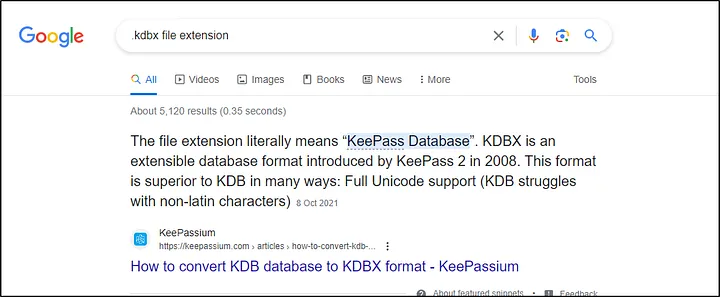 Google
.kdbx file extension
All
Videos
Images
Books
News
More
Tools
About 5,120 results (0.35 seconds)
The file extension literally means “KeePass Database”. KDBX is an
extensible database format introduced by KeePass 2 in 2008. This format
is superior to KDB in many ways: Full Unicode support (KDB struggles
with non-latin characters) 8 Oct 2021
KeePassium
https://keepassium.com › articles › how-to-convert-kdb-...
How to convert KDB database to KDBX format - KeePassium
About featured snippets • Feedback